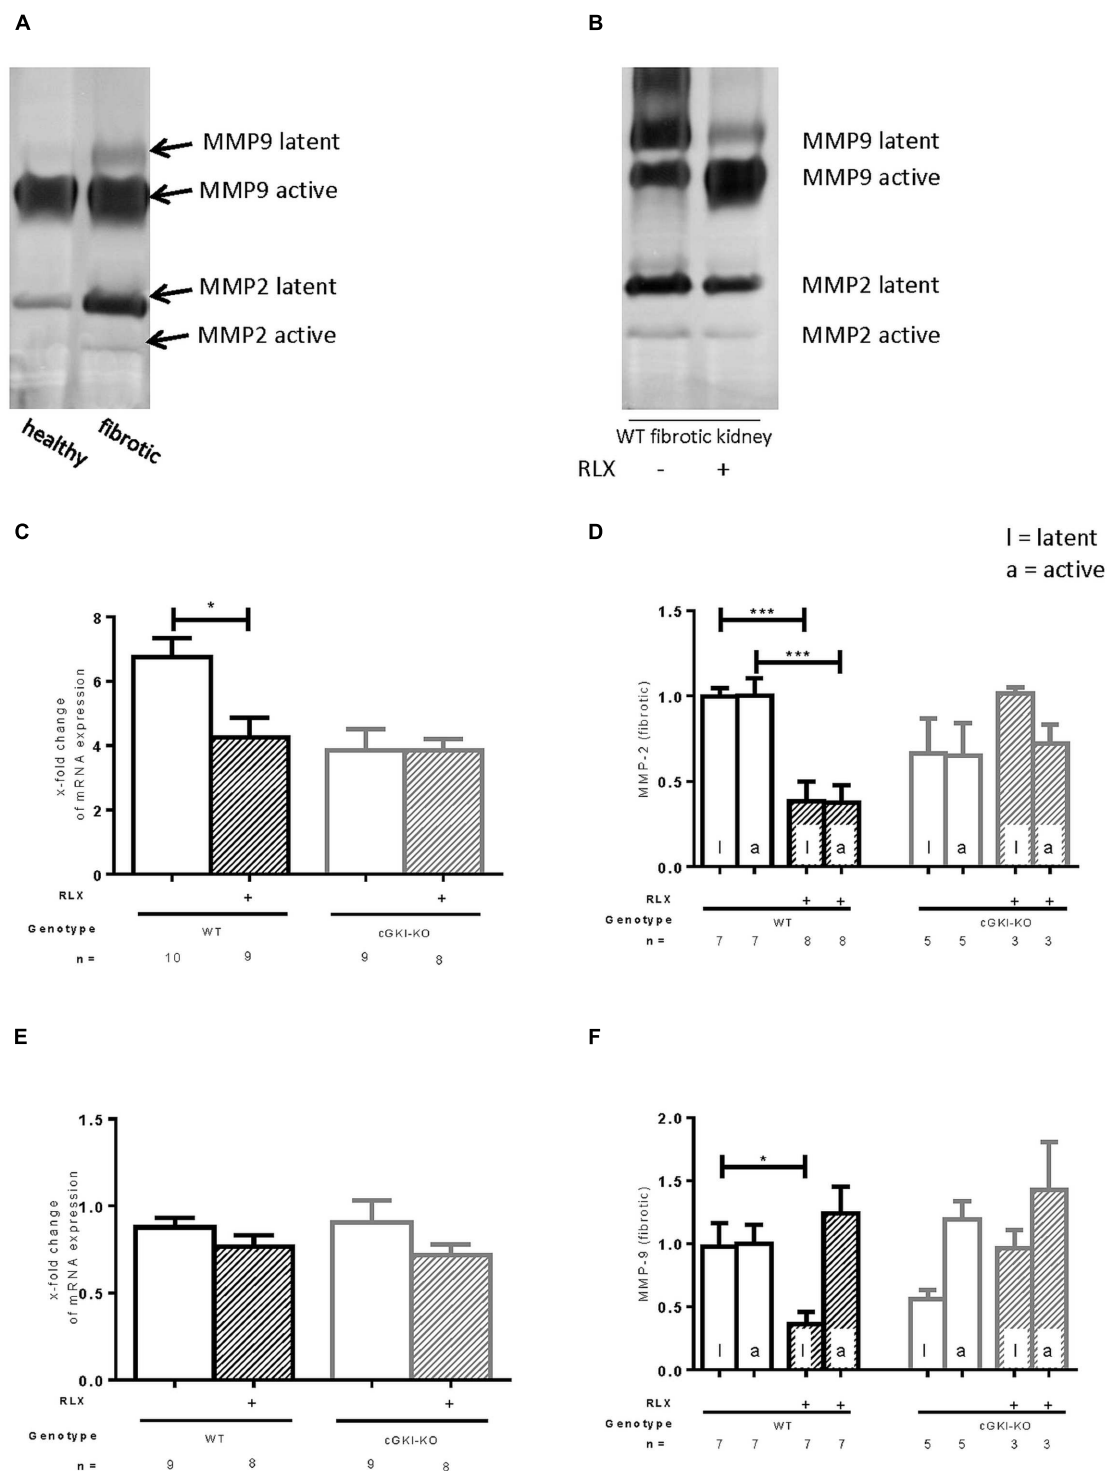 A
MMP9 latent
MMP9 active
MMP2 latent
MMP2 active
healthy
fibrotic
B
MMP9 latent
MMP9 active
MMP2 latent
MMP2 active
WT fibrotic kidney
RLX - +
C
x-fold change
of mRNA expression
8
6
4
2
0
*
RLX + +
Genotype WT cGKI-KO
n = 10 9 9 8
D
l = latent
a = active
MMP-2 (fibrotic)
1.5
1.0
0.5
0.0
***
***
l a l a l a l a
RLX + + + +
Genotype WT cGKI-KO
n = 7 7 8 8 5 5 3 3
E
x-fold change
of mRNA expression
1.5
1.0
0.5
0.0
RLX + +
Genotype WT cGKI-KO
n = 9 8 9 8
F
MMP-9 (fibrotic)
2.0
1.5
1.0
0.5
0.0
*
l a l a l a l a
RLX + + + +
Genotype WT cGKI-KO
n = 7 7 7 7 5 5 3 3